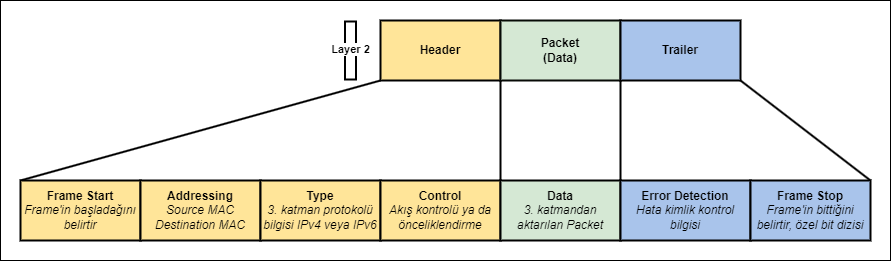 Layer 2
Header
Packet
(Data)
Trailer
Frame Start
Frame'in başladağını
belirtir
Addressing
Source MAC
Destination MAC
Type
3. katman protokolü
bilgisi IPv4 veya IPv6
Control
Akış kontrolü ya da
önceliklendirme
Data
3. katmandan
aktarılan Packet
Error Detection
Hata kimlik kontrol
bilgisi
Frame Stop
Frame'in bittiğini
belirtir, özel bit dizisi